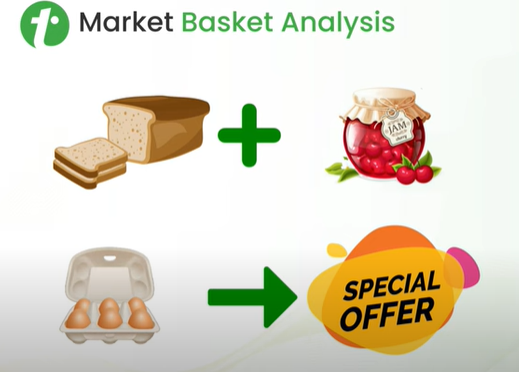 Market Basket Analysis
JAM
SPECIAL
OFFER